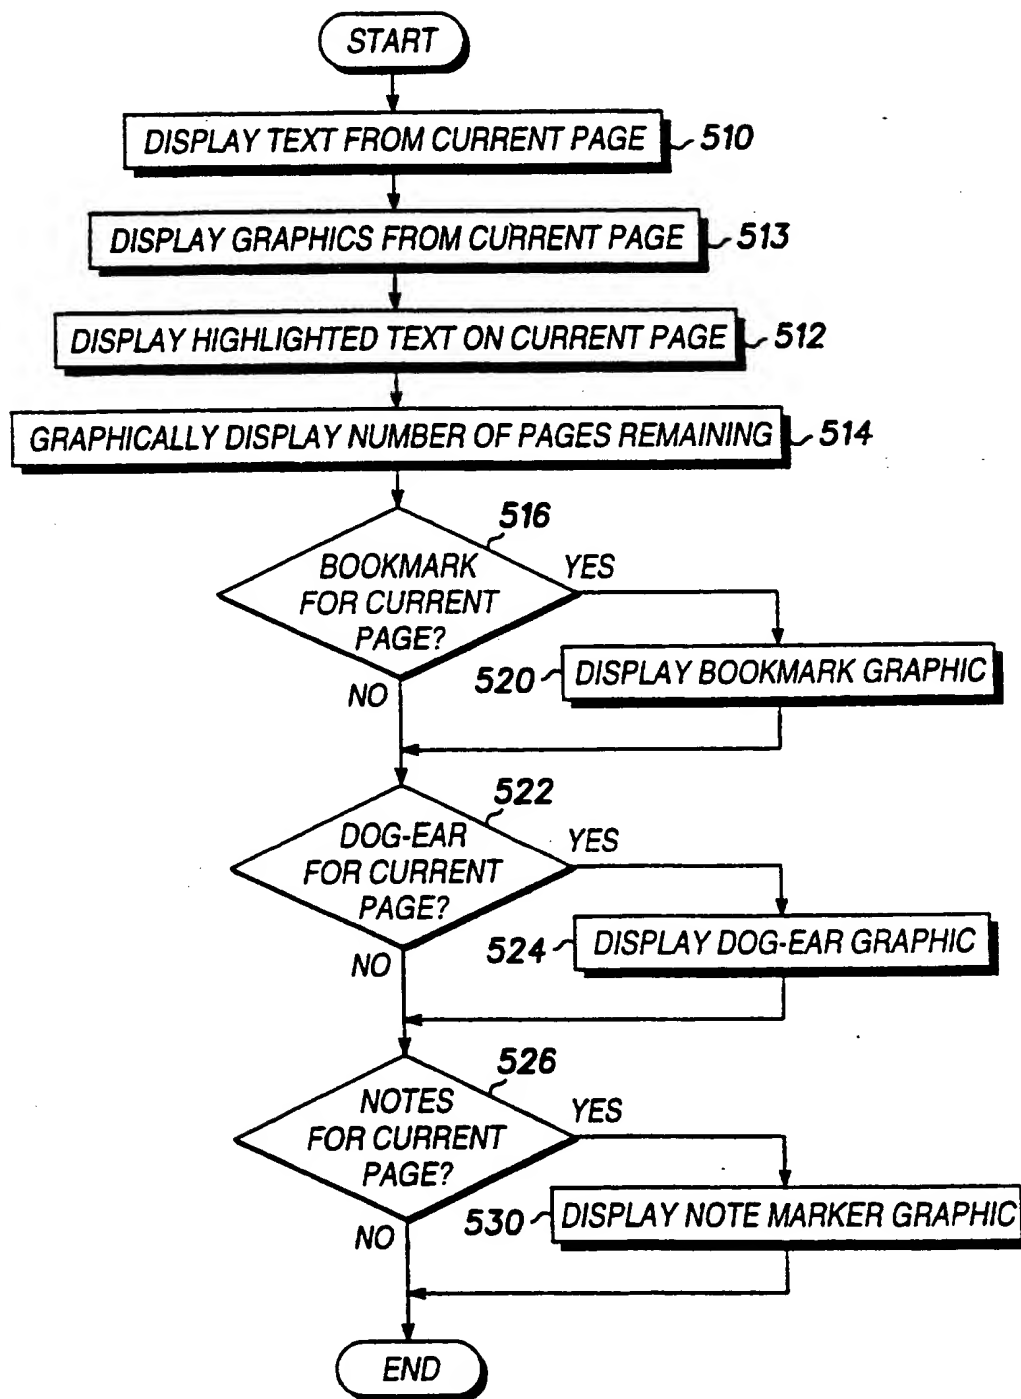 START
DISPLAY TEXT FROM CURRENT PAGE 510
DISPLAY GRAPHICS FROM CURRENT PAGE 513
DISPLAY HIGHLIGHTED TEXT ON CURRENT PAGE 512
GRAPHICALLY DISPLAY NUMBER OF PAGES REMAINING 514
516
BOOKMARK
FOR CURRENT
PAGE?
YES
NO
520 DISPLAY BOOKMARK GRAPHIC
522
DOG-EAR
FOR CURRENT
PAGE?
YES
NO
524 DISPLAY DOG-EAR GRAPHIC
526
NOTES
FOR CURRENT
PAGE?
YES
NO
530 DISPLAY NOTE MARKER GRAPHIC
END